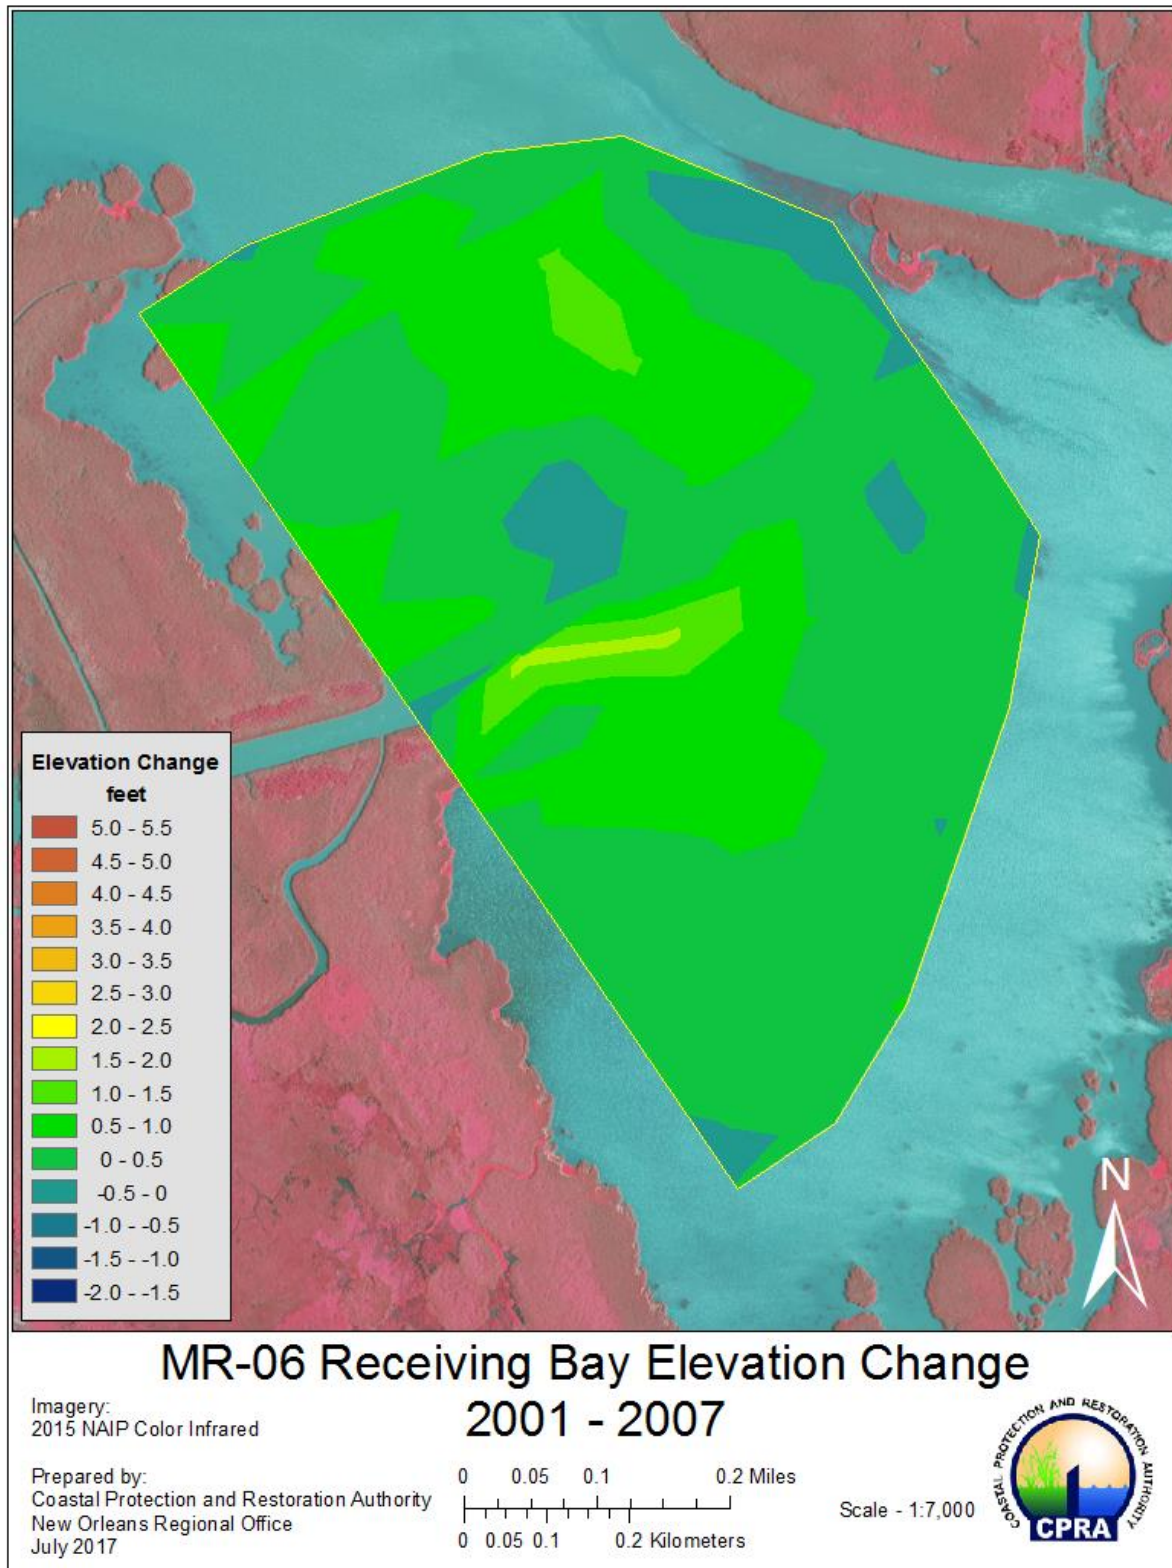 N
Elevation Change
feet
5.0 - 5.5
4.5 - 5.0
4.0 - 4.5
3.5 - 4.0
3.0 - 3.5
2.5 - 3.0
2.0 - 2.5
1.5 - 2.0
1.0 - 1.5
0.5 - 1.0
0 - 0.5
-0.5 - 0
-1.0 - -0.5
-1.5 - -1.0
-2.0 - -1.5
MR-06 Receiving Bay Elevation Change
2001 - 2007
Imagery:
2015 NAIP Color Infrared
Prepared by:
Coastal Protection and Restoration Authority
New Orleans Regional Office
July 2017
0 0.05 0.1 0.2 Miles
0 0.05 0.1 0.2 Kilometers
Scale - 1:7,000
COASTAL PROTECTION AND RESTORATION AUTHORITY
CPRA